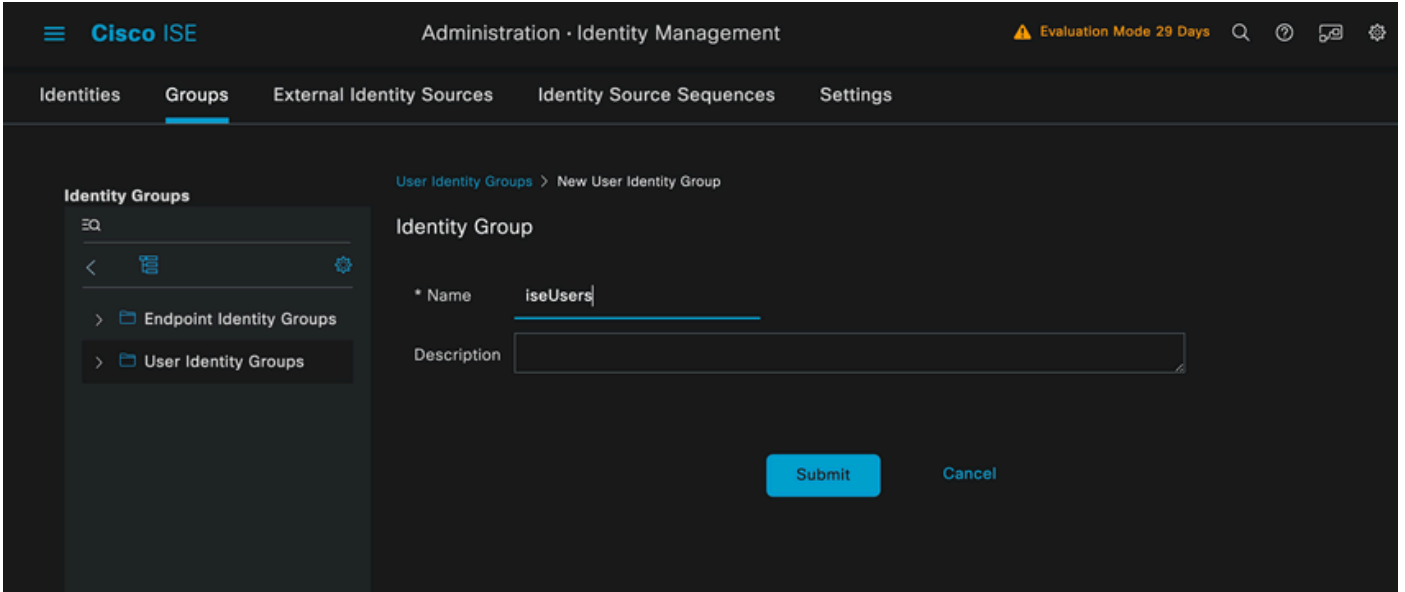 Cisco ISE
Administration · Identity Management
Evaluation Mode 29 Days
Identities
Groups
External Identity Sources
Identity Source Sequences
Settings
Identity Groups
Endpoint Identity Groups
User Identity Groups
User Identity Groups > New User Identity Group
Identity Group
* Name iseUsers
Description
Submit
Cancel